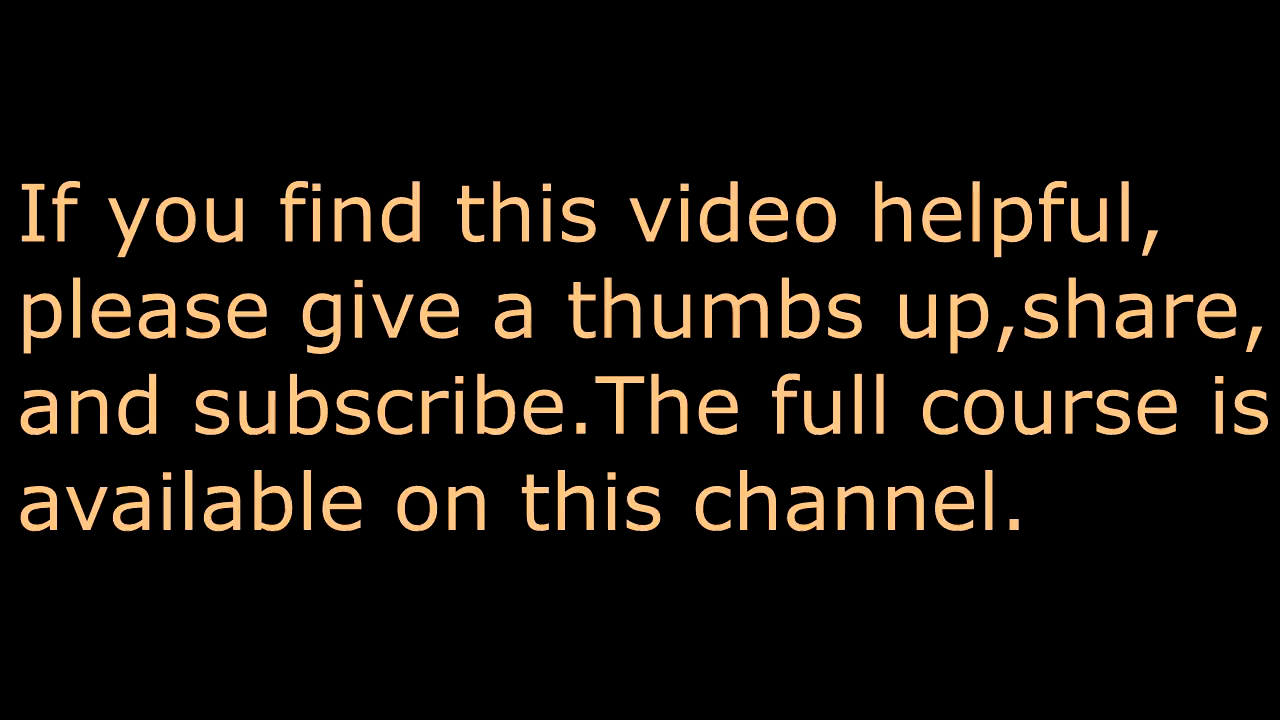 If you find this video helpful,
please give a thumbs up,share,
and subscribe.The full course is
available on this channel.